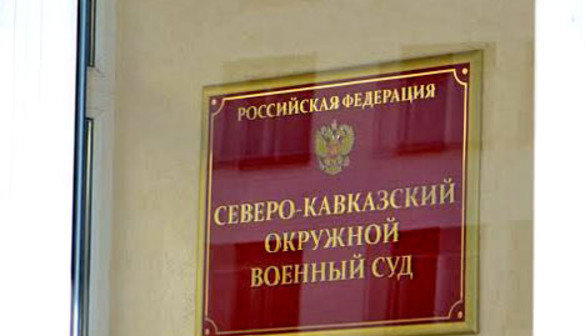 РОССИЙСКАЯ ФЕДЕРАЦИЯ
СЕВЕРО-КАВКАЗСКИЙ
ОКРУЖНОЙ
ВОЕННЫЙ СУД